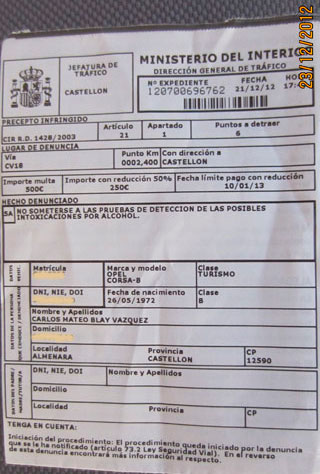 23/12/2012
MINISTERIO DEL INTERIO
JEFATURA DE TRÁFICO
CASTELLON
DIRECCIÓN GENERAL DE TRÁFICO
Nº EXPEDIENTE FECHA HO
120700696762 21/12/12 17:4
PRECEPTO INFRINGIDO
Artículo Apartado Puntos a detraer
CIR R.D. 1428/2003 21 1 6
LUGAR DE DENUNCIA
Vía Punto Km Con dirección a
CV18 0002,400 CASTELLON
Importe multa Importe con reducción 50% Fecha límite pago con reducción
500€ 250€ 10/01/13
HECHO DENUNCIADO
SA NO SOMETERSE A LAS PRUEBAS DE DETECCION DE LAS POSIBLES
INTOXICACIONES POR ALCOHOL.
Matrícula Marca y modelo Clase
OPEL TURISMO
CORSA-B
DNI, NIE, DOI Fecha de nacimiento Clase
26/05/1972 B
Nombre y Apellidos
CARLOS MATEO BLAY VAZQUEZ
Domicilio
Localidad Provincia CP
ALMENARA CASTELLON 12590
DNI, NIE, DOI Nombre y Apellidos
Domicilio
Localidad Provincia CP
TENGA EN CUENTA:
Iniciación del procedimiento: El procedimiento queda iniciado por la denuncia
que se le ha notificado (artículo 73.2 Ley Seguridad Vial). En el reverso
de esta denuncia encontrará más información al respecto.